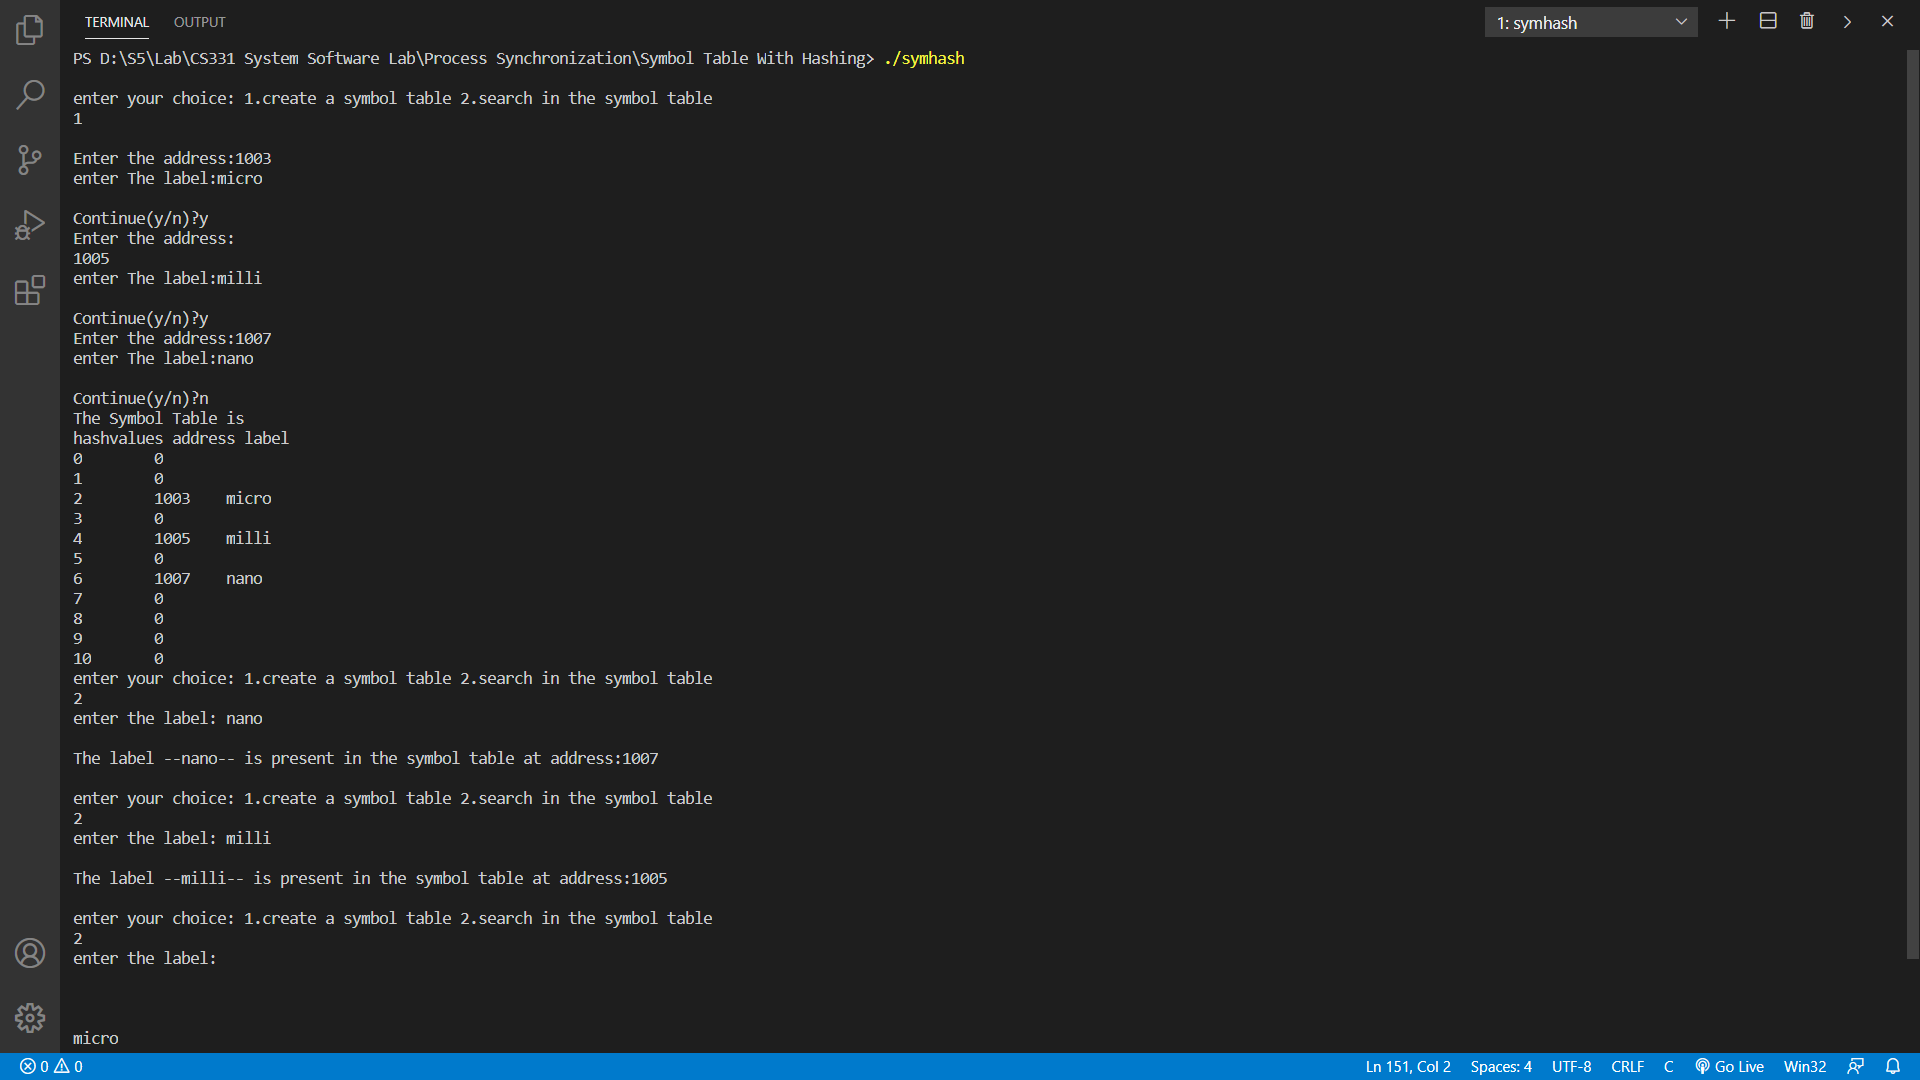 TERMINAL OUTPUT 1: symhash
PS D:\S5\Lab\CS331 System Software Lab\Process Synchronization\Symbol Table With Hashing> ./symhash
enter your choice: 1.create a symbol table 2.search in the symbol table
1
Enter the address:1003
enter The label:micro
Continue(y/n)?y
Enter the address:
1005
enter The label:milli
Continue(y/n)?y
Enter the address:1007
enter The label:nano
Continue(y/n)?n
The Symbol Table is
hashvalues address label
0 0
1 0
2 1003 micro
3 0
4 1005 milli
5 0
6 1007 nano
7 0
8 0
9 0
10 0
enter your choice: 1.create a symbol table 2.search in the symbol table
2
enter the label: nano
The label --nano-- is present in the symbol table at address:1007
enter your choice: 1.create a symbol table 2.search in the symbol table
2
enter the label: milli
The label --milli-- is present in the symbol table at address:1005
enter your choice: 1.create a symbol table 2.search in the symbol table
2
enter the label:
micro
0 0 Ln 151, Col 2 Spaces: 4 UTF-8 CRLF C Go Live Win32